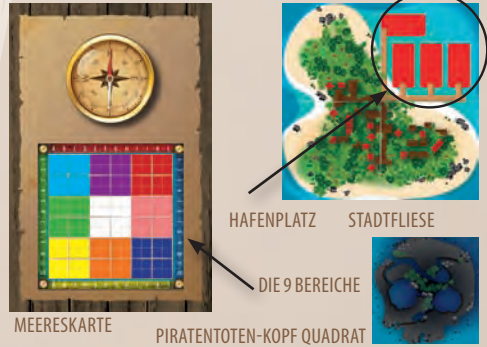 HAFENPLATZ
STADTFLIESE
DIE 9 BEREICHE
MEERESKARTE
PIRATENTOTEN-KOPF QUADRAT